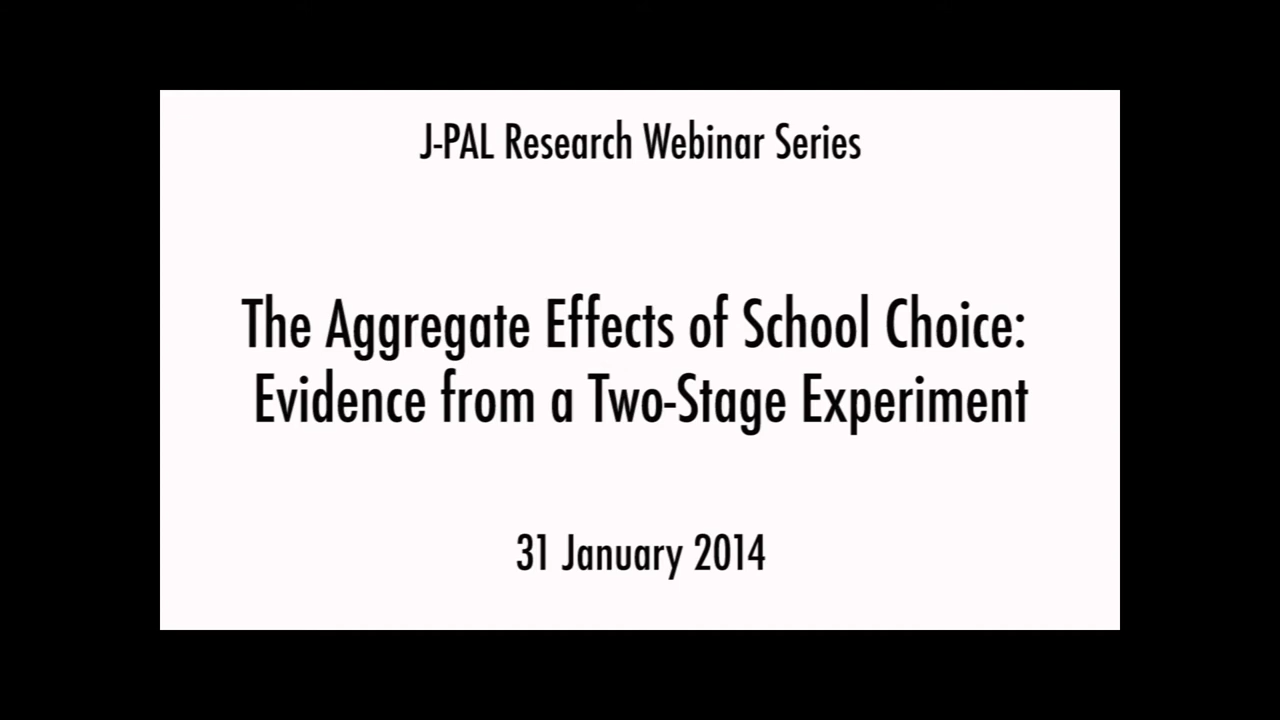 J-PAL Research Webinar Series
The Aggregate Effects of School Choice:
Evidence from a Two-Stage Experiment
31 January 2014